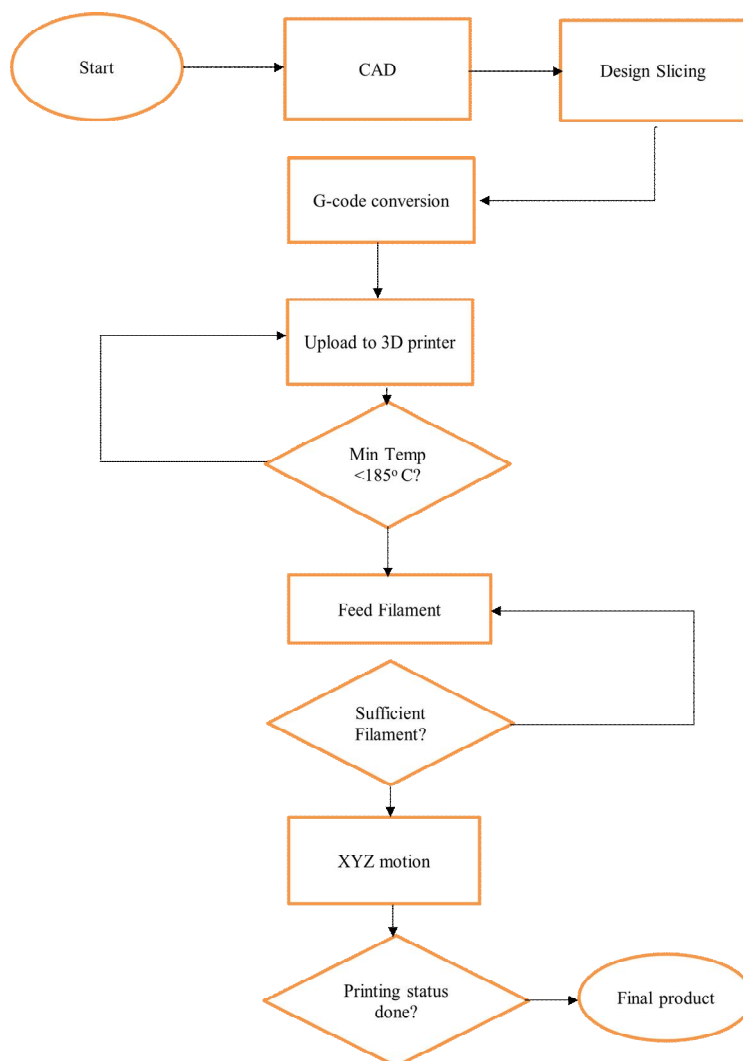 Start
CAD
Design Slicing
G-code conversion
Upload to 3D printer
Min Temp
<185º C?
Feed Filament
Sufficient
Filament?
XYZ motion
Printing status
done?
Final product